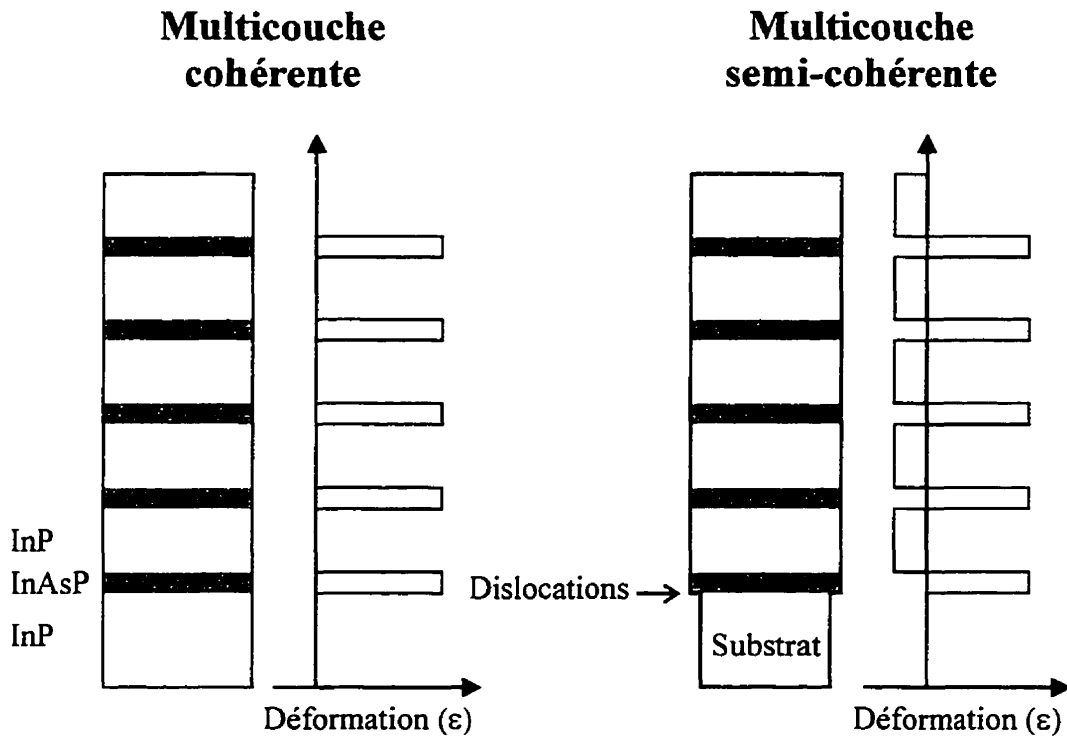 Multicouche
cohérente
Multicouche
semi-cohérente
InP
InAsP
InP
Dislocations
Substrat
Déformation (ε)
Déformation (ε)